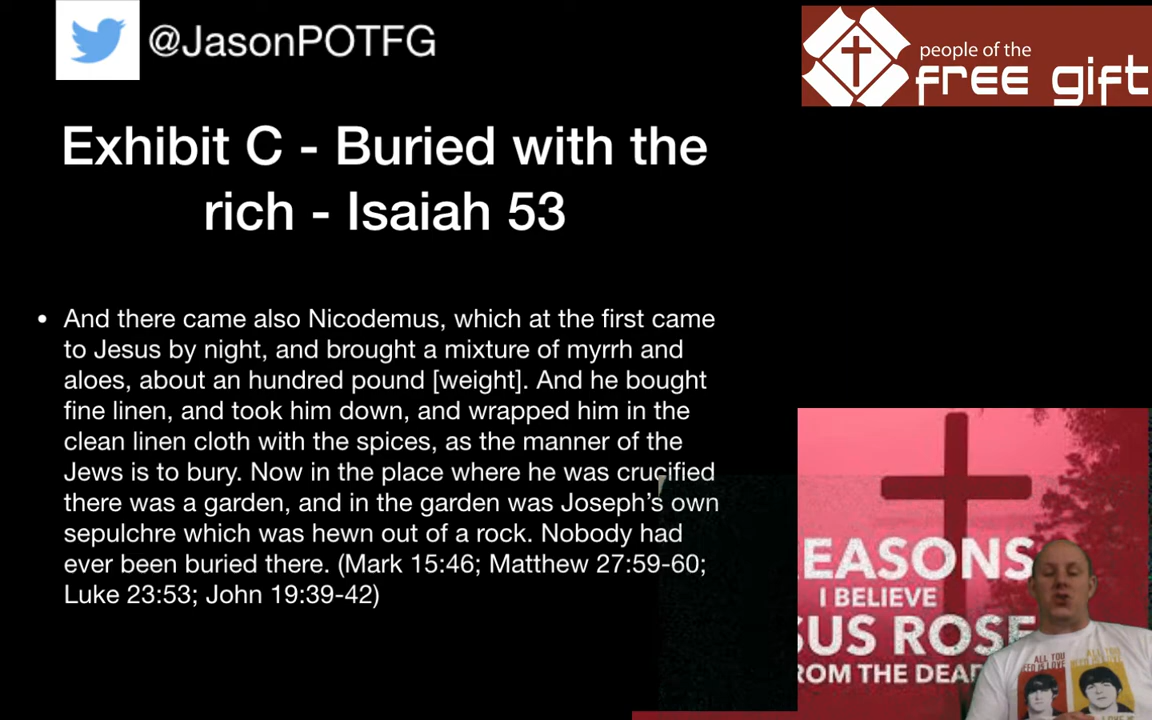 @JasonPOTFG
people of the
free gift
Exhibit C - Buried with the
rich - Isaiah 53
• And there came also Nicodemus, which at the first came
to Jesus by night, and brought a mixture of myrrh and
aloes, about an hundred pound [weight]. And he bought
fine linen, and took him down, and wrapped him in the
clean linen cloth with the spices, as the manner of the
Jews is to bury. Now in the place where he was crucified
there was a garden, and in the garden was Joseph’s own
sepulchre which was hewn out of a rock. Nobody had
ever been buried there. (Mark 15:46; Matthew 27:59-60;
Luke 23:53; John 19:39-42)
EASONS
I BELIEVE
SUS ROSE
ROM THE DEA
ALL YOU
NEED IS LOVE